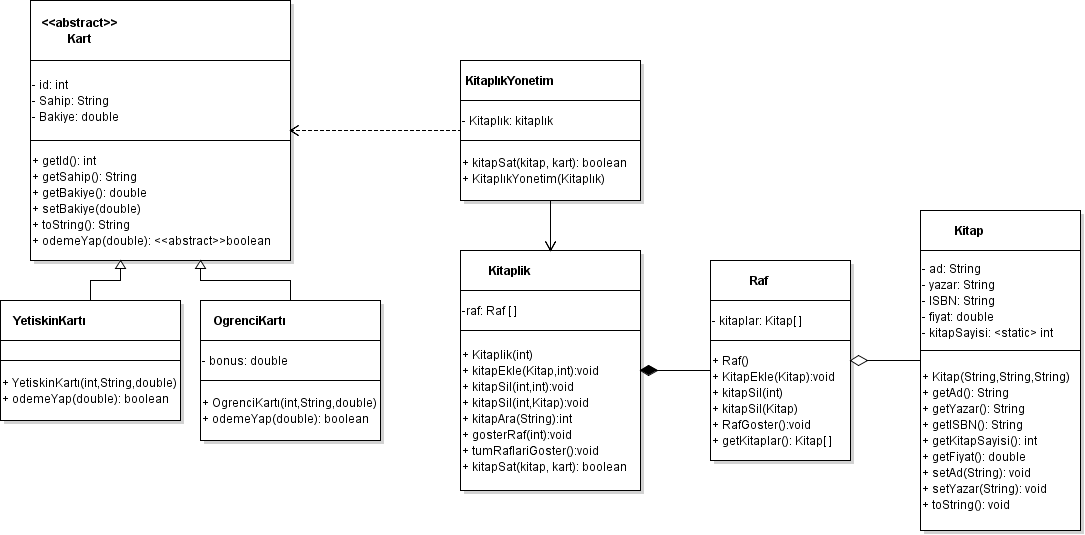 <<abstract>>
Kart
- id: int
- Sahip: String
- Bakiye: double
+ getId(): int
+ getSahip(): String
+ getBakiye(): double
+ setBakiye(double)
+ toString(): String
+ odemeYap(double): <<abstract>>boolean
YetiskinKartı
+ YetiskinKartı(int,String,double)
+ odemeYap(double): boolean
OgrenciKartı
- bonus: double
+ OgrenciKartı(int,String,double)
+ odemeYap(double): boolean
KitaplıkYonetim
- Kitaplık: kitaplık
+ kitapSat(kitap, kart): boolean
+ KitaplıkYonetim(Kitaplık)
Kitaplik
-raf: Raf [ ]
+ Kitaplik(int)
+ kitapEkle(Kitap,int):void
+ kitapSil(int,int):void
+ kitapSil(int,Kitap):void
+ kitapAra(String):int
+ gosterRaf(int):void
+ tumRaflariGoster():void
+ kitapSat(kitap, kart): boolean
Raf
- kitaplar: Kitap[ ]
+ Raf()
+ KitapEkle(Kitap):void
+ kitapSil(int)
+ kitapSil(Kitap)
+ RafGoster():void
+ getKitaplar(): Kitap[ ]
Kitap
- ad: String
- yazar: String
- ISBN: String
- fiyat: double
- kitapSayisi: <static> int
+ Kitap(String,String,String)
+ getAd(): String
+ getYazar(): String
+ getISBN(): String
+ getKitapSayisi(): int
+ getFiyat(): double
+ setAd(String): void
+ setYazar(String): void
+ toString(): void